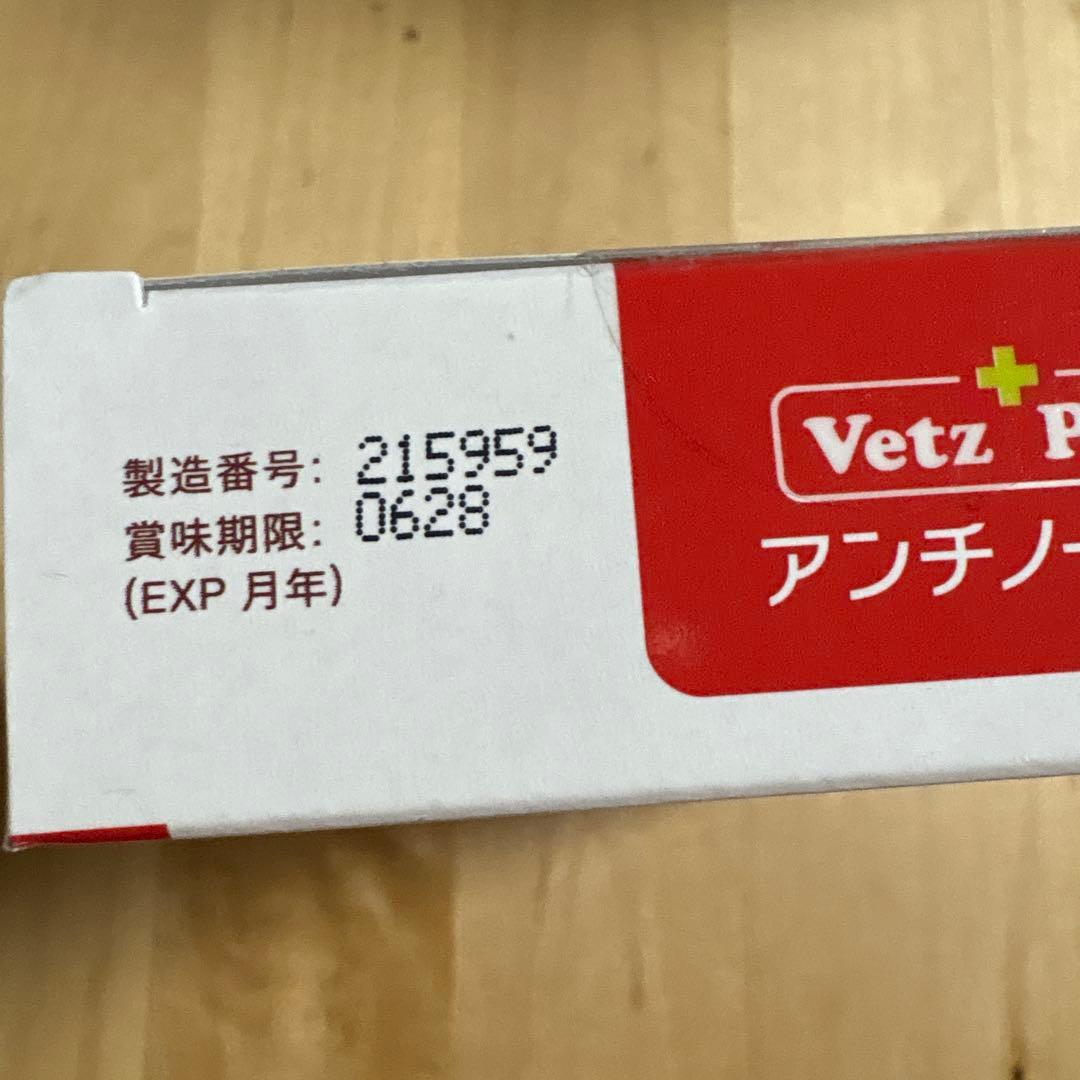 製造番号: 215959
賞味期限: 0628
(EXP 月年)
Vetz P
アンチノー